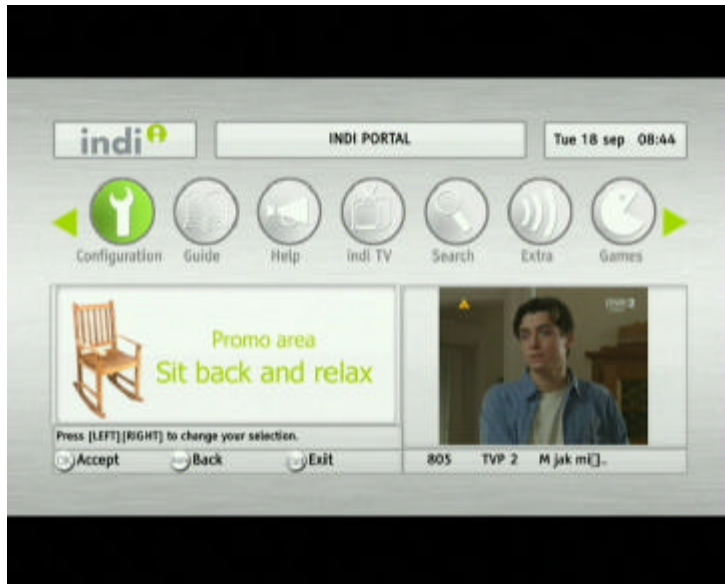 indi
INDI PORTAL
Tue 18 sep 08:44
Configuration
Guide
Help
indi TV
Search
Extra
Games
Promo area
Sit back and relax
Press [LEFT][RIGHT] to change your selection.
Accept
Back
Exit
805 TVP 2 M jak mi▯..